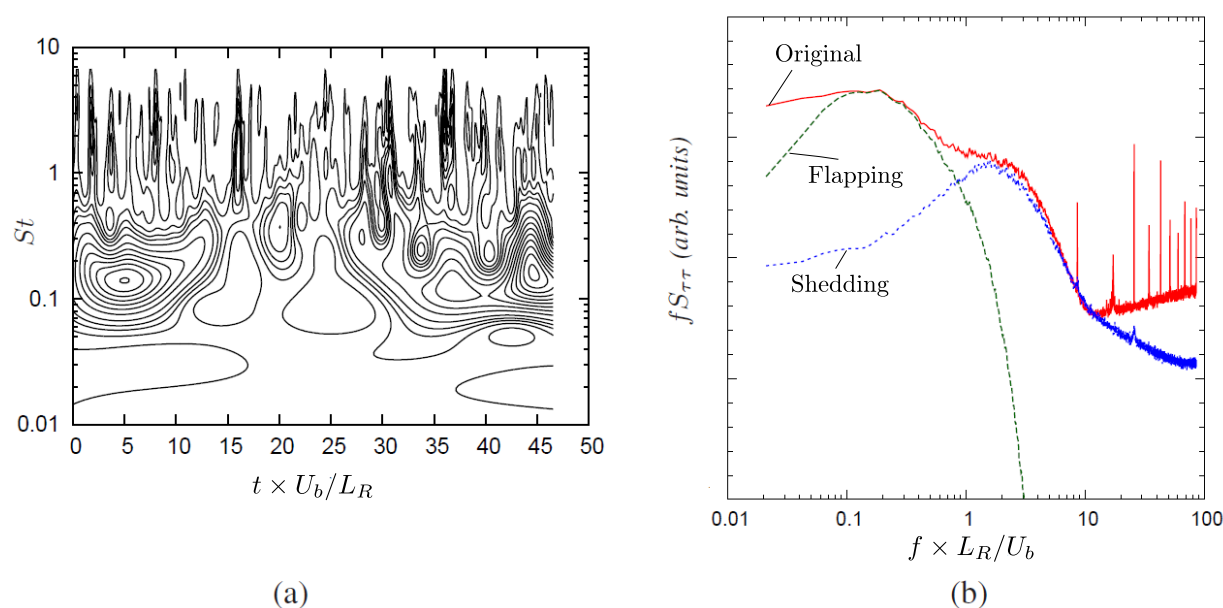 10
1
0.1
0.01
St
0 5 10 15 20 25 30 35 40 45 50
t × U_b/L_R
(a)
Original
Flapping
Shedding
f S_ττ (arb. units)
0.01 0.1 1 10 100
f × L_R/U_b
(b)